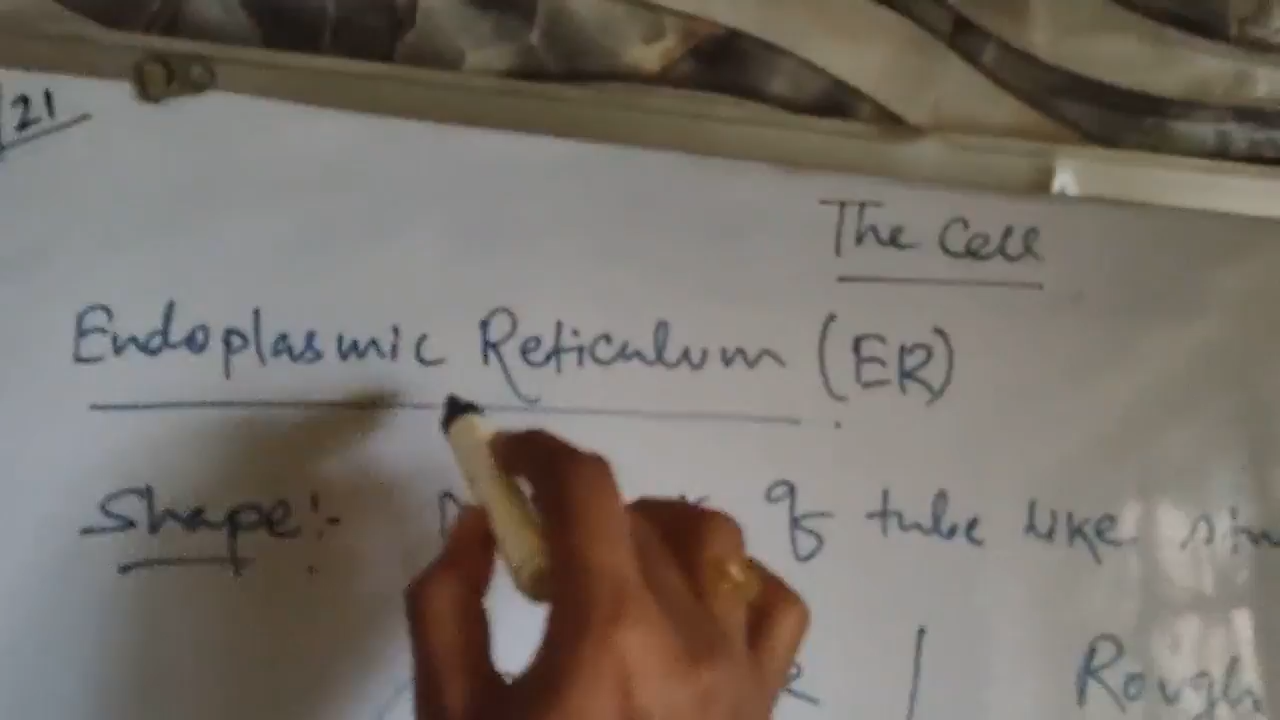 /21
The Cell
Endoplasmic Reticulum (ER)
Shape:- of tube like
Rough